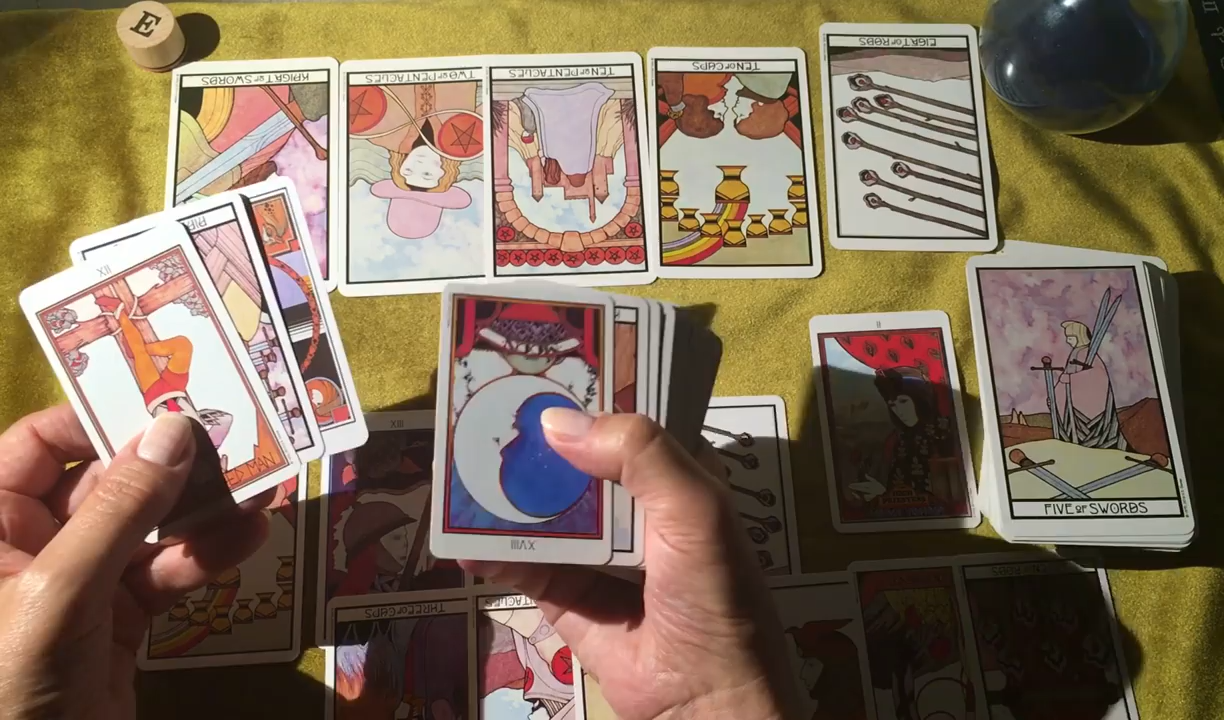 E
KNIGHT OF SWORDS
TWO OF PENTACLES
TEN OF PENTACLES
TEN OF CUPS
EIGHT OF RODS
XII
XVIII
II
FIVE OF SWORDS
XIII
THREE OF CUPS